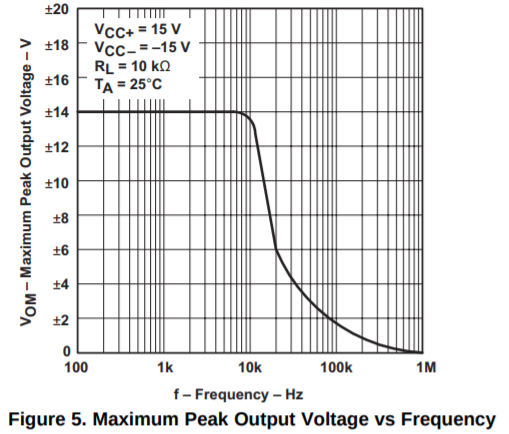 ±20
±18
±16
±14
±12
±10
±8
±6
±4
±2
0
VOM – Maximum Peak Output Voltage – V
VCC+ = 15 V
VCC– = –15 V
RL = 10 kΩ
TA = 25°C
100
1k
10k
100k
1M
f – Frequency – Hz
Figure 5. Maximum Peak Output Voltage vs Frequency